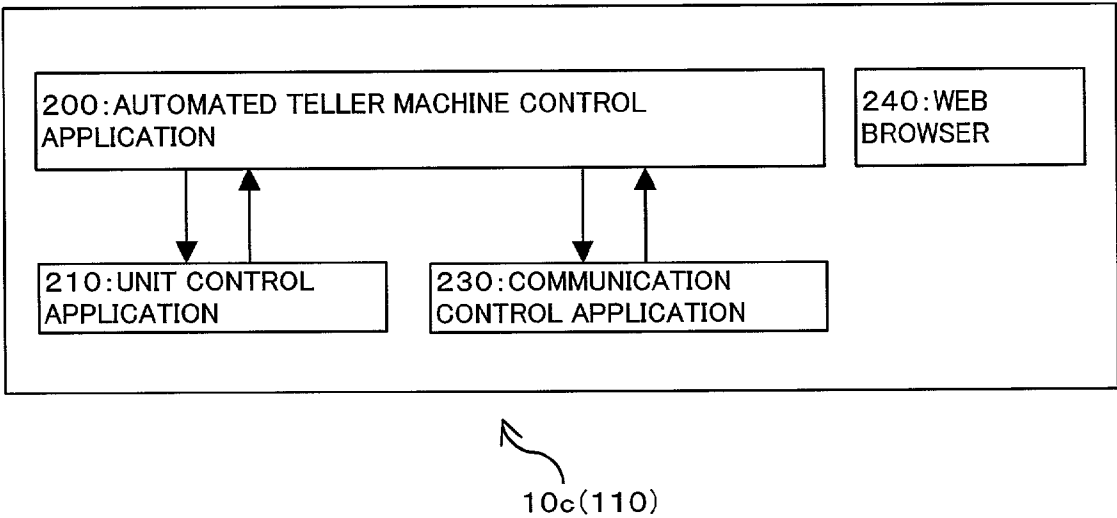 200:AUTOMATED TELLER MACHINE CONTROL
APPLICATION
240:WEB
BROWSER
210:UNIT CONTROL
APPLICATION
230:COMMUNICATION
CONTROL APPLICATION
10c(110)